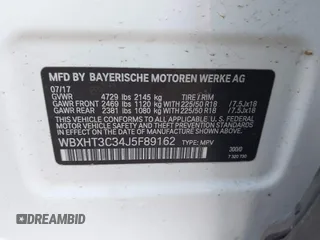 MFD BY BAYERISCHE MOTOREN WERKE AG
07/17
GVWR 4729 lbs 2145 kg TIRE / RIM
GAWR FRONT 2469 lbs 1120 kg WITH 225/50 R18 /7.5Jx18
GAWR REAR 2381 lbs 1080 kg WITH 225/50 R18 /7.5Jx18
THIS VEHICLE CONFORMS TO ALL APPLICABLE U. S. FEDERAL
MOTOR VEHICLE SAFETY, BUMPER, AND THEFT PREVENTION
STANDARDS IN EFFECT ON THE DATE OF MANUFACTURE SHOWN ABOVE.
WBXHT3C34J5F89162 TYPE: MPV
AUTOBIDMASTER